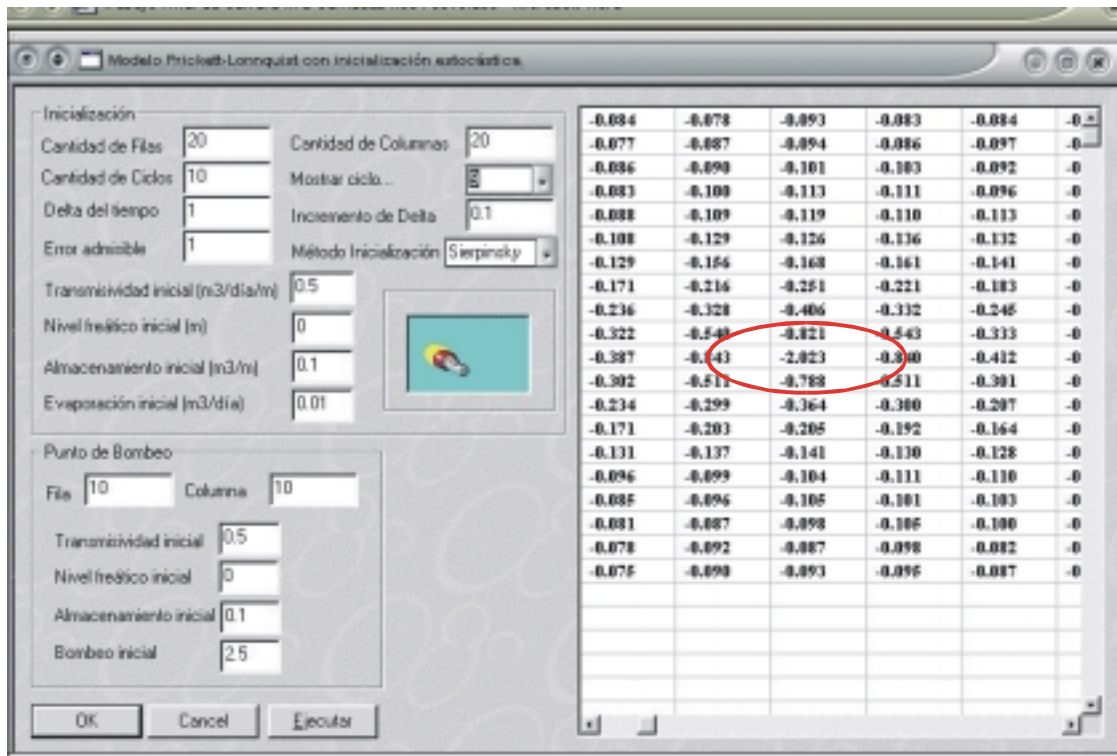 Modelo Prickett-Lonnquist con inicialización estocástica
Inicialización
Cantidad de Filas 20 Cantidad de Columnas 20
Cantidad de Ciclos 10 Mostrar ciclo...
Delta del tiempo 1 Incremento de Delta 0.1
Error admisible 1 Método Inicialización Sierpinsky
Transmisividad inicial (m3/día/m) 0.5
Nivel freático inicial (m) 0
Almacenamiento inicial (m3/m) 0.1
Evaporación inicial (m3/día) 0.01
Punto de Bombeo
Fila 10 Columna 10
Transmisividad inicial 0.5
Nivel freático inicial 0
Almacenamiento inicial 0.1
Bombeo inicial 2.5
OK Cancel Ejecutar
-0.084 -0.078 -0.093 -0.083 -0.084
-0.077 -0.087 -0.094 -0.086 -0.097
-0.086 -0.090 -0.101 -0.103 -0.092
-0.083 -0.100 -0.113 -0.111 -0.096
-0.088 -0.109 -0.119 -0.110 -0.113
-0.108 -0.129 -0.126 -0.136 -0.132
-0.129 -0.156 -0.168 -0.161 -0.141
-0.171 -0.216 -0.251 -0.221 -0.183
-0.236 -0.328 -0.406 -0.332 -0.245
-0.322 -0.540 -0.821 -0.543 -0.333
-0.387 -2.023 -0.412
-0.302 -0.511 -0.788 -0.511 -0.301
-0.234 -0.299 -0.364 -0.300 -0.207
-0.171 -0.203 -0.205 -0.192 -0.164
-0.131 -0.137 -0.141 -0.130 -0.128
-0.096 -0.099 -0.104 -0.111 -0.110
-0.085 -0.096 -0.105 -0.101 -0.103
-0.081 -0.087 -0.098 -0.105 -0.100
-0.078 -0.092 -0.087 -0.098 -0.082
-0.075 -0.090 -0.093 -0.095 -0.087